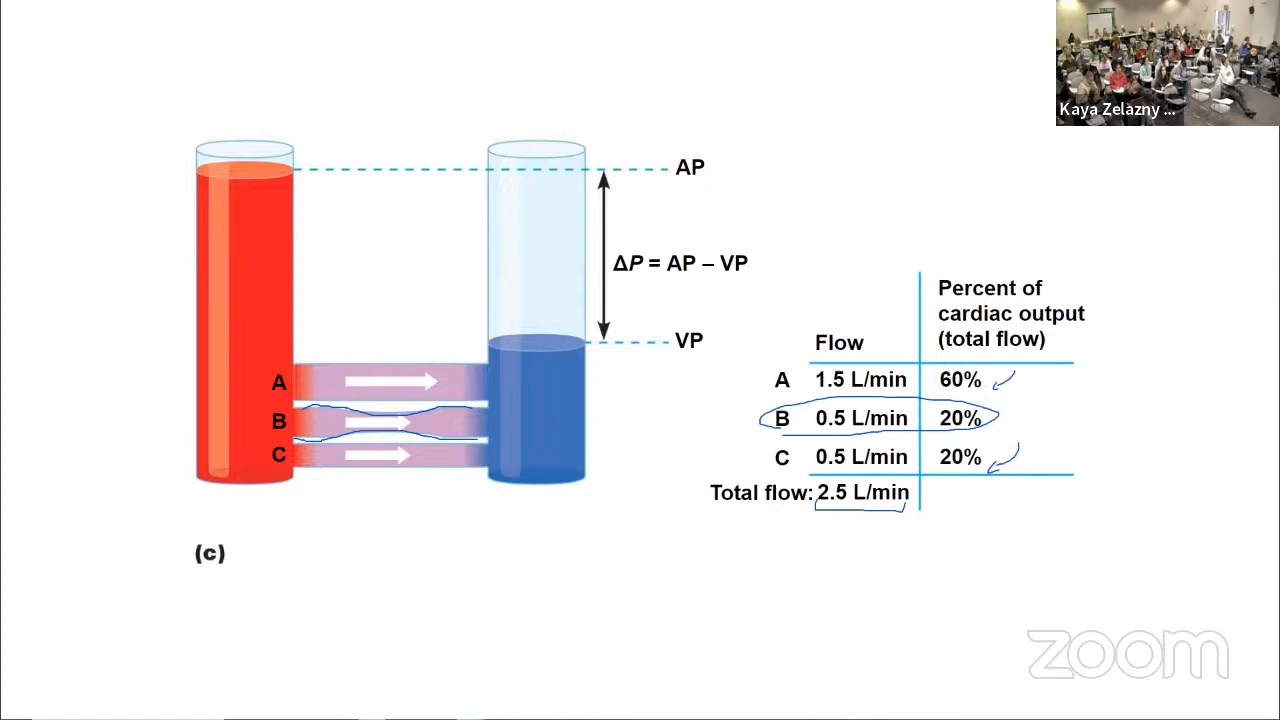 Kaya Zelazny ...
AP
ΔP = AP – VP
VP
A
B
C
Flow
Percent of
cardiac output
(total flow)
A 1.5 L/min 60%
B 0.5 L/min 20%
C 0.5 L/min 20%
Total flow: 2.5 L/min
(c)
zoom